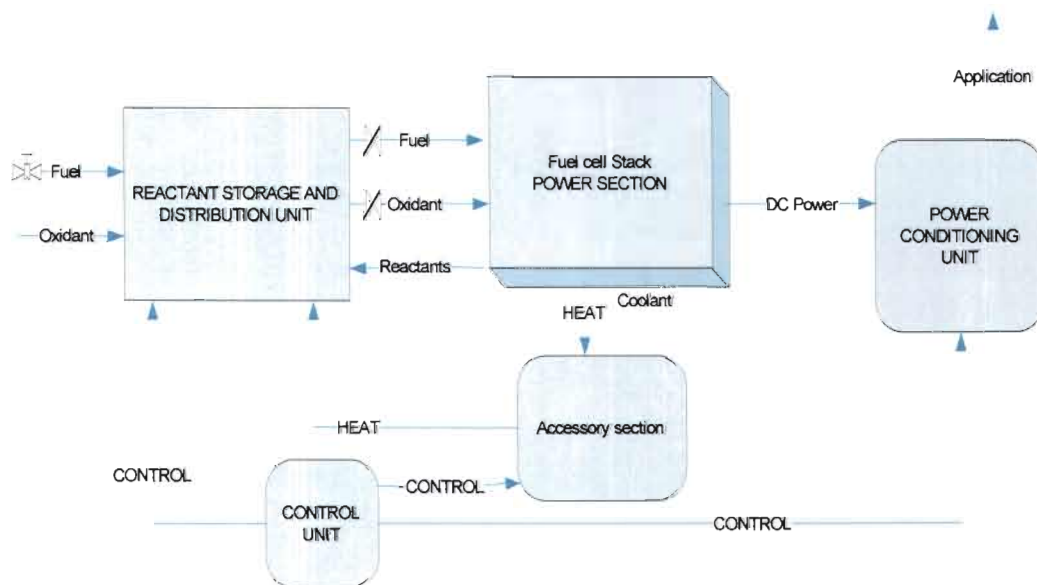 Application
Fuel
Fuel cell Stack
POWER SECTION
Fuel
REACTANT STORAGE AND
DISTRIBUTION UNIT
Oxidant
DC Power
POWER
CONDITIONING
UNIT
Oxidant
Reactants
Coolant
HEAT
HEAT
Accessory section
CONTROL
CONTROL
CONTROL
UNIT
CONTROL